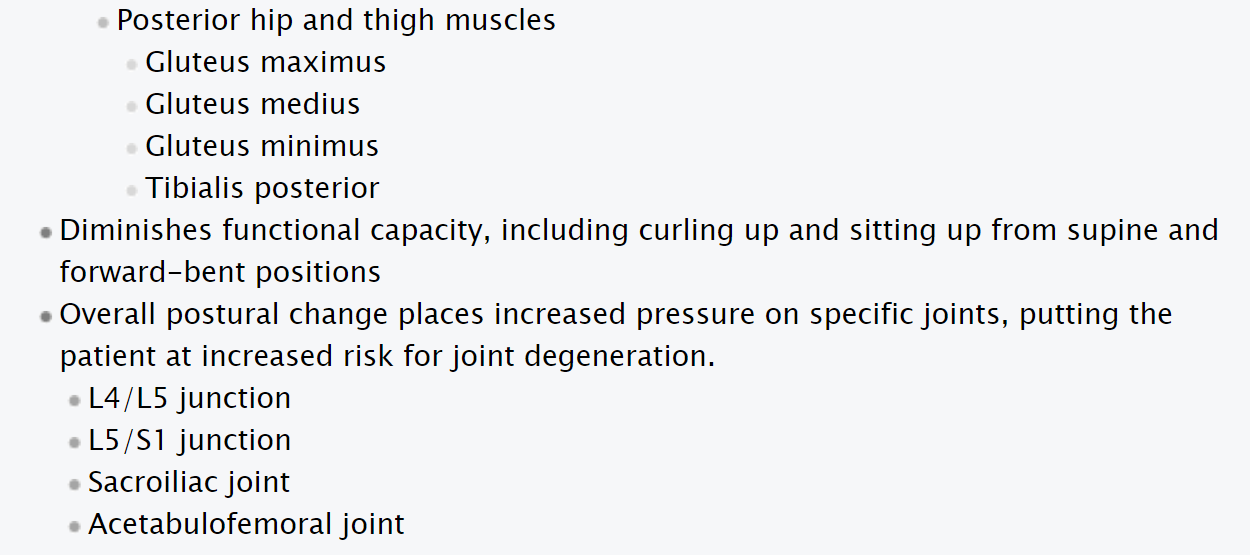 Posterior hip and thigh muscles
Gluteus maximus
Gluteus medius
Gluteus minimus
Tibialis posterior
Diminishes functional capacity, including curling up and sitting up from supine and
forward-bent positions
Overall postural change places increased pressure on specific joints, putting the
patient at increased risk for joint degeneration.
L4/L5 junction
L5/S1 junction
Sacroiliac joint
Acetabulofemoral joint